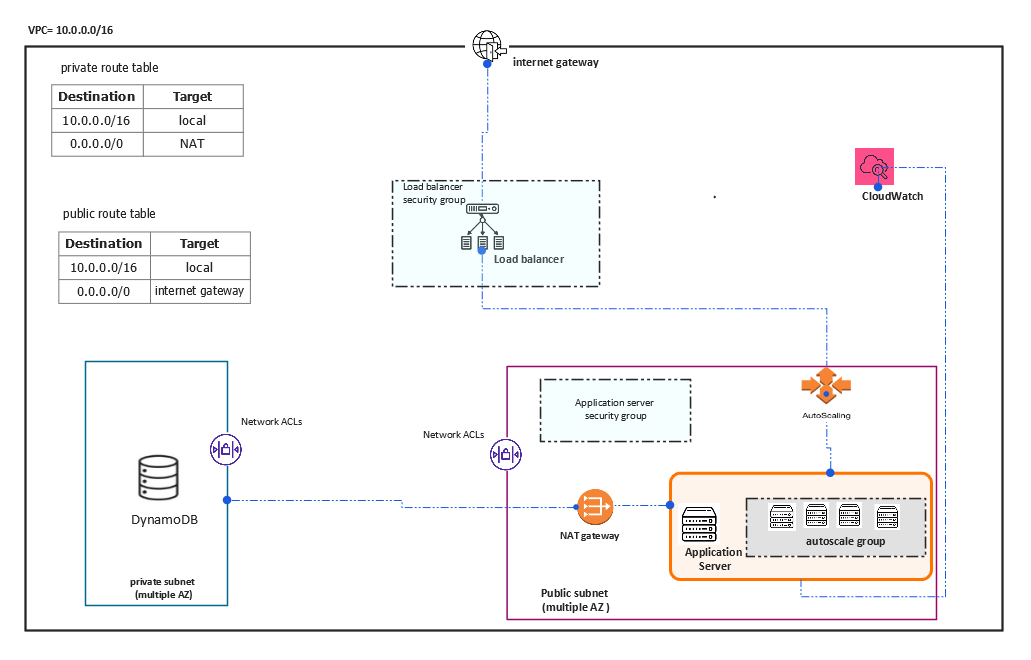 VPC= 10.0.0.0/16
internet gateway
private route table
Destination Target
10.0.0.0/16 local
0.0.0.0/0 NAT
public route table
Destination Target
10.0.0.0/16 local
0.0.0.0/0 internet gateway
Load balancer
security group
Load balancer
CloudWatch
Network ACLs
DynamoDB
private subnet
(multiple AZ)
Network ACLs
Application server
security group
AutoScaling
NAT gateway
Application
Server
autoscale group
Public subnet
(multiple AZ )